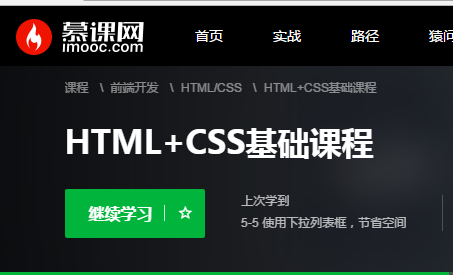 慕课网
imooc.com
首页 实战 路径 猿问
课程 \ 前端开发 \ HTML/CSS \ HTML+CSS基础课程
HTML+CSS基础课程
继续学习
上次学到
5-5 使用下拉列表框，节省空间